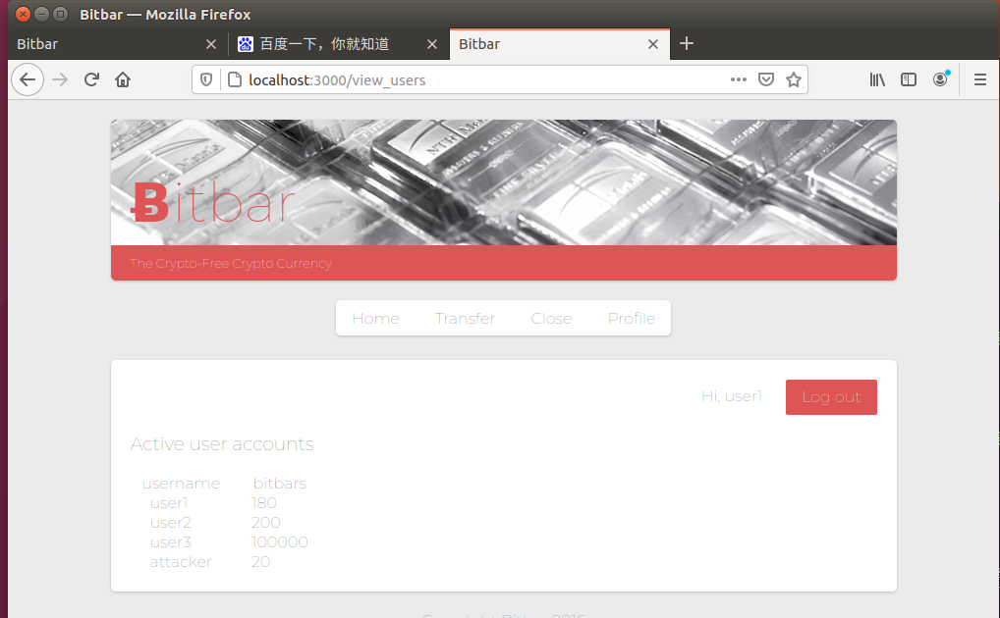 Bitbar — Mozilla Firefox
Bitbar
百度一下，你就知道
Bitbar
localhost:3000/view_users
Ƀitbar
The Crypto-Free Crypto Currency
Home Transfer Close Profile
Hi, user1 Log out
Active user accounts
username bitbars
user1 180
user2 200
user3 100000
attacker 20